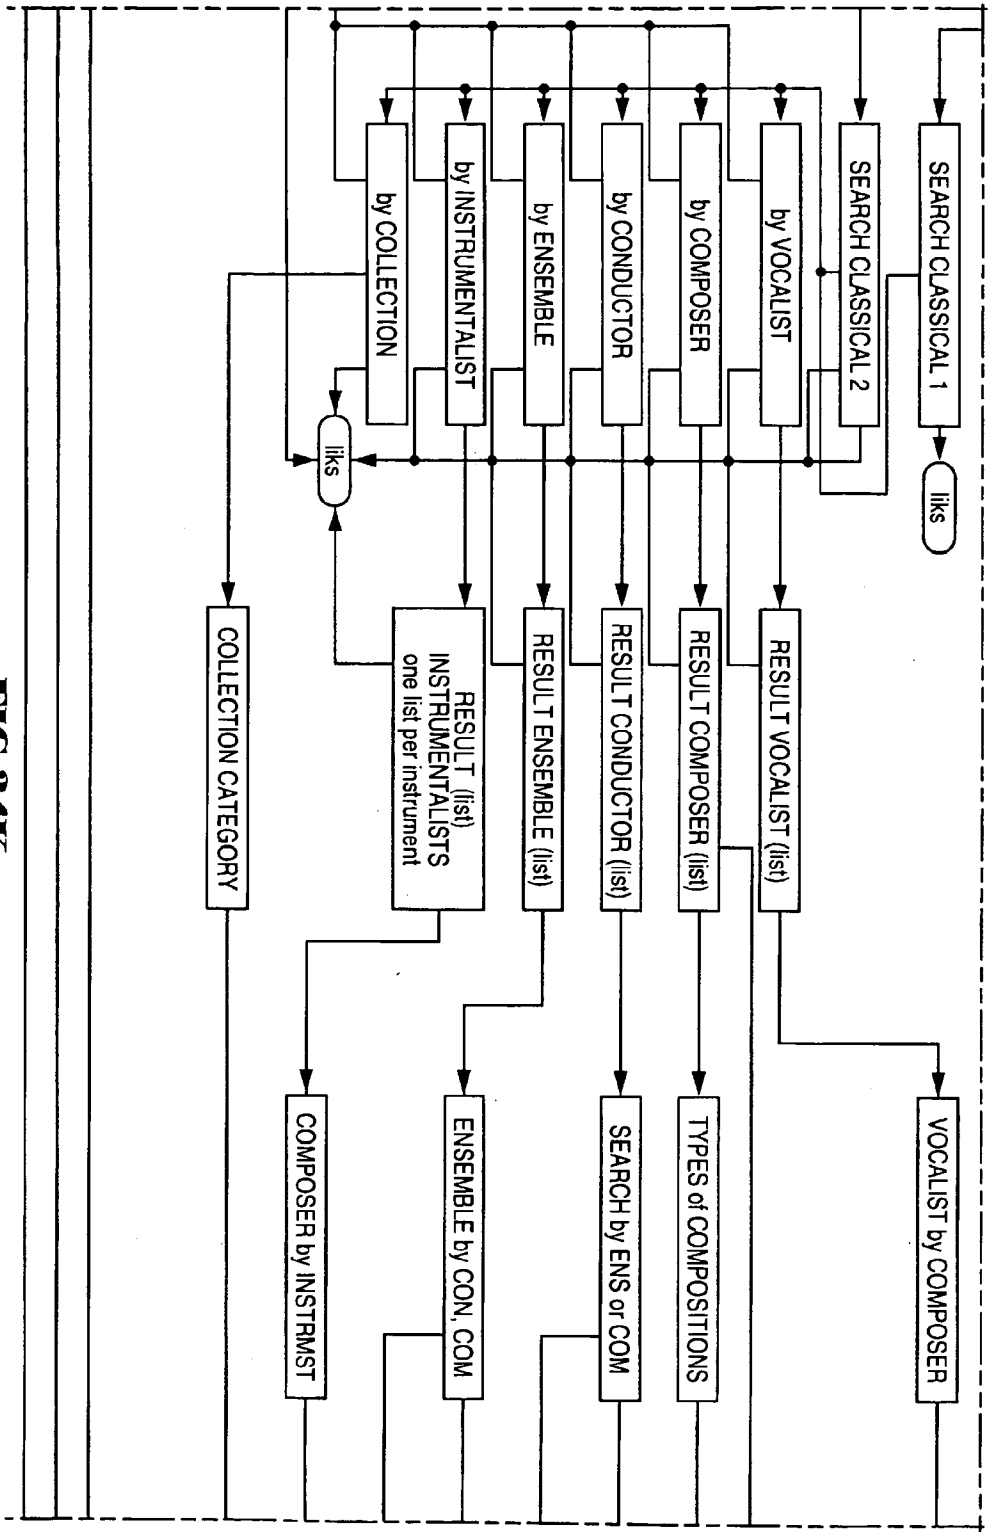 SEARCH CLASSICAL 1
liks
SEARCH CLASSICAL 2
by VOCALIST
RESULT VOCALIST (list)
VOCALIST by COMPOSER
by COMPOSER
RESULT COMPOSER (list)
TYPES of COMPOSITIONS
by CONDUCTOR
RESULT CONDUCTOR (list)
SEARCH by ENS or COM
by ENSEMBLE
RESULT ENSEMBLE (list)
ENSEMBLE by CON, COM
by INSTRUMENTALIST
RESULT (list)
INSTRUMENTALISTS
one list per instrument
COMPOSER by INSTRMST
by COLLECTION
liks
COLLECTION CATEGORY